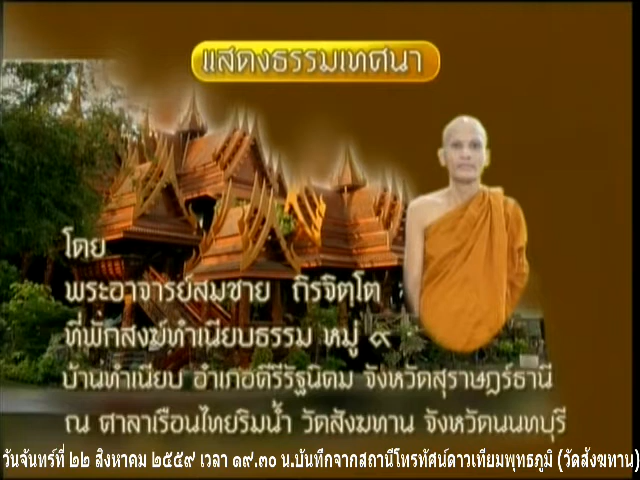 แสดงธรรมเทศนา
โดย
พระอาจารย์สมชาย ถิรจิตฺโต
ที่พักสงฆ์ทำเนียบธรรม หมู่ ๙
บ้านทำเนียบ อำเภอคีรีรัฐนิคม จังหวัดสุราษฎร์ธานี
ณ ศาลาเรือนไทยริมน้ำ วัดสังฆทาน จังหวัดนนทบุรี
วันจันทร์ที่ ๒๒ สิงหาคม ๒๕๕๙ เวลา ๑๙.๓๐ น.บันทึกจากสถานีโทรทัศน์ดาวเทียมพุทธภูมิ (วัดสังฆทาน)